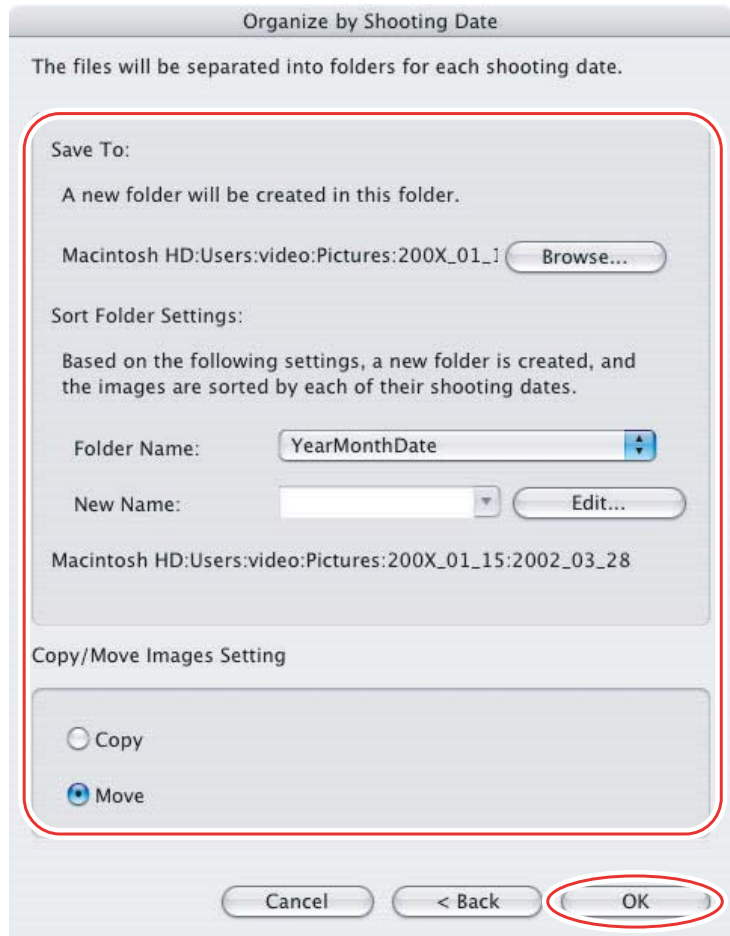 Organize by Shooting Date
The files will be separated into folders for each shooting date.
Save To:
A new folder will be created in this folder.
Macintosh HD:Users:video:Pictures:200X_01_1 Browse...
Sort Folder Settings:
Based on the following settings, a new folder is created, and
the images are sorted by each of their shooting dates.
Folder Name: YearMonthDate
New Name: Edit...
Macintosh HD:Users:video:Pictures:200X_01_15:2002_03_28
Copy/Move Images Setting
Copy
Move
Cancel < Back OK